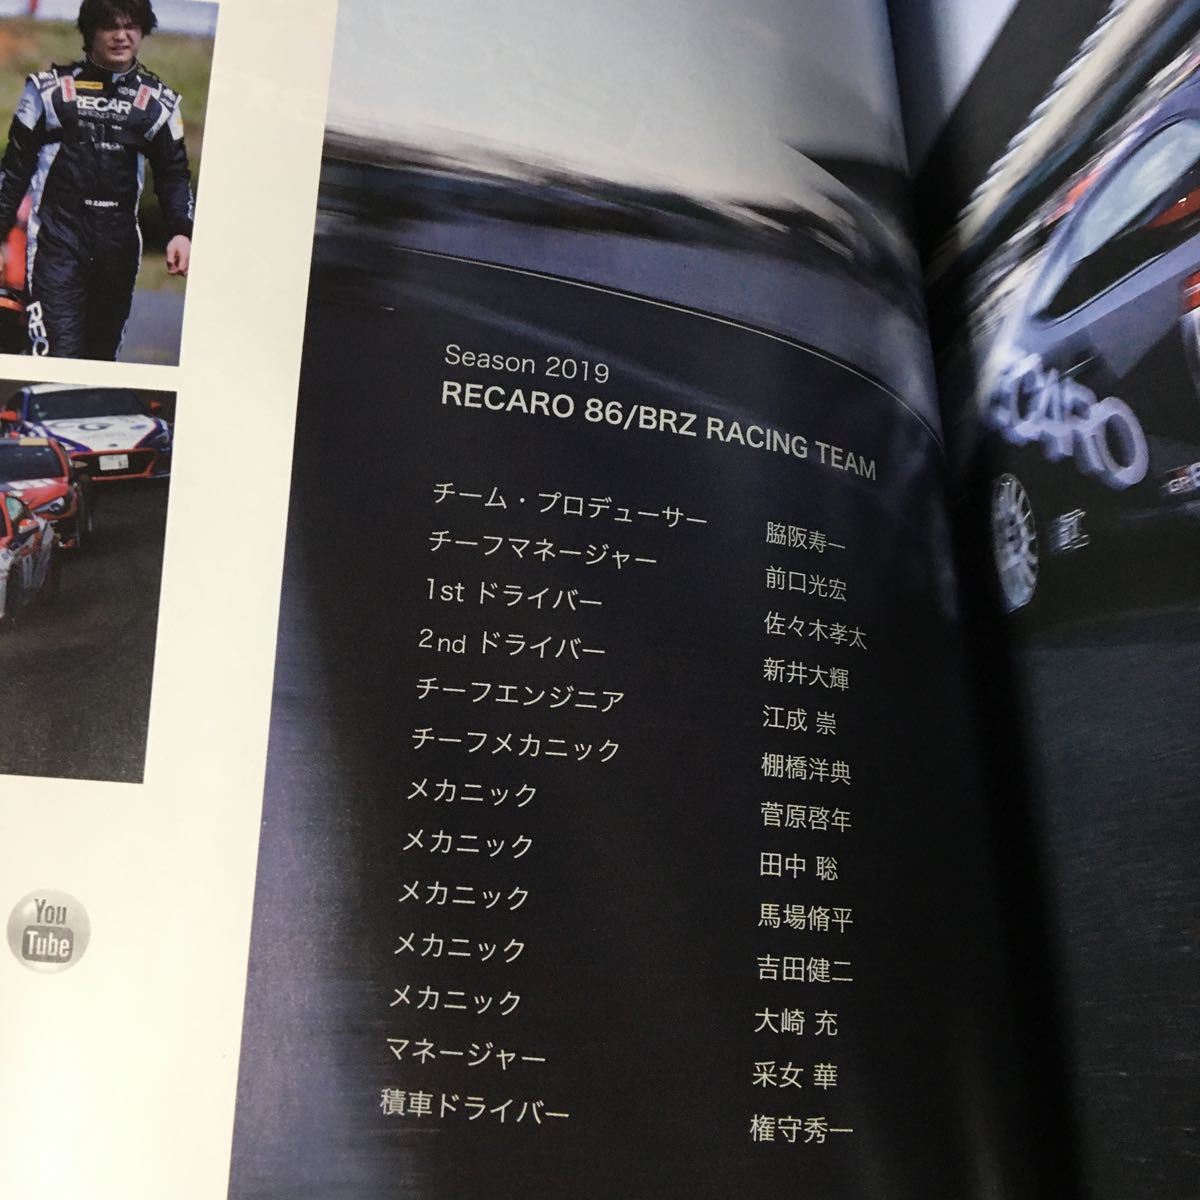 RECAR
RACING TEA
REC
You
Tube
Season 2019
RECARO 86/BRZ RACING TEAM
チーム・プロデューサー 脇阪寿一
チーフマネージャー 前口光宏
1st ドライバー 佐々木孝太
2nd ドライバー 新井大輝
チーフエンジニア 江成 崇
チーフメカニック 棚橋洋典
メカニック 菅原啓年
メカニック 田中 聡
メカニック 馬場脩平
メカニック 吉田健二
メカニック 大崎 充
マネージャー 采女 華
積車ドライバー 権守秀一
ECARO